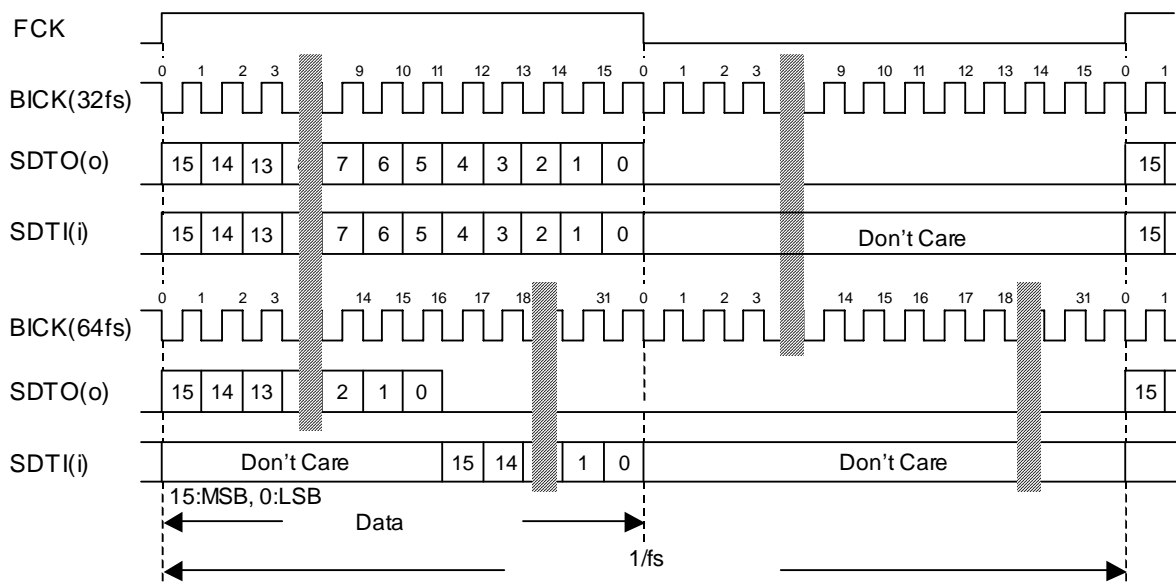 FCK
0 1 2 3 9 10 11 12 13 14 15 0 1 2 3 9 10 11 12 13 14 15 0 1
BICK(32fs)
SDTO(o) 15 14 13 7 6 5 4 3 2 1 0 15
SDTI(i) 15 14 13 7 6 5 4 3 2 1 0 Don't Care 15
0 1 2 3 14 15 16 17 18 31 0 1 2 3 14 15 16 17 18 31 0 1
BICK(64fs)
SDTO(o) 15 14 13 2 1 0 15
SDTI(i) Don't Care 15 14 1 0 Don't Care
15:MSB, 0:LSB
Data
1/fs